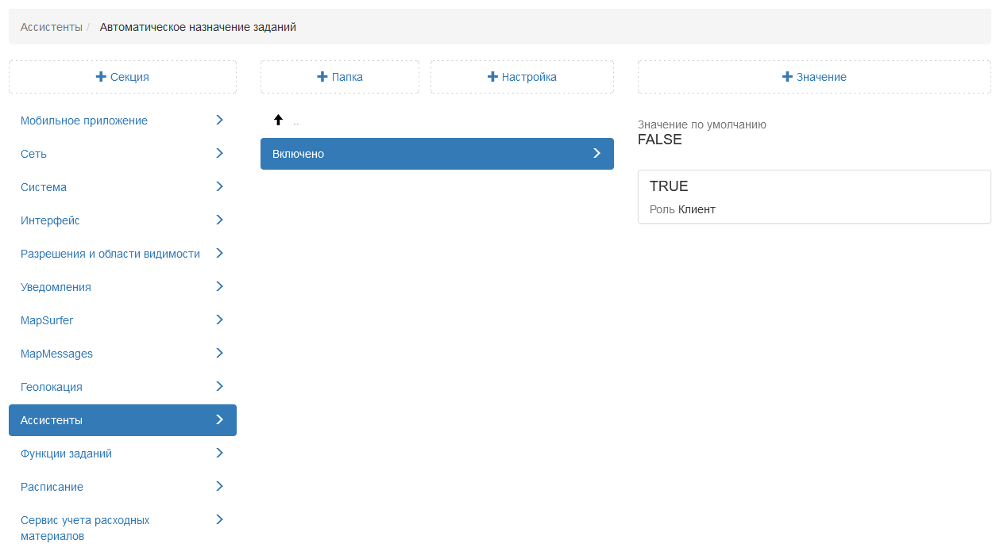 Ассистенты / Автоматическое назначение заданий
Секция
Папка
Настройка
Значение
Мобильное приложение
Сеть
Система
Интерфейс
Разрешения и области видимости
Уведомления
MapSurfer
MapMessages
Геолокация
Ассистенты
Функции заданий
Расписание
Сервис учета расходных
материалов
..
Включено
Значение по умолчанию
FALSE
TRUE
Роль Клиент